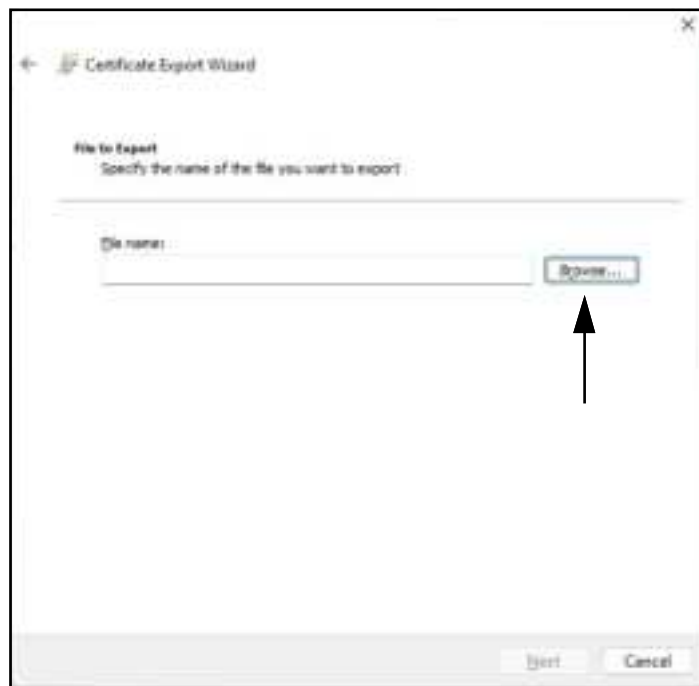 Certificate Export Wizard
File to Export
Specify the name of the file you want to export
File name:
Browse...
Next
Cancel